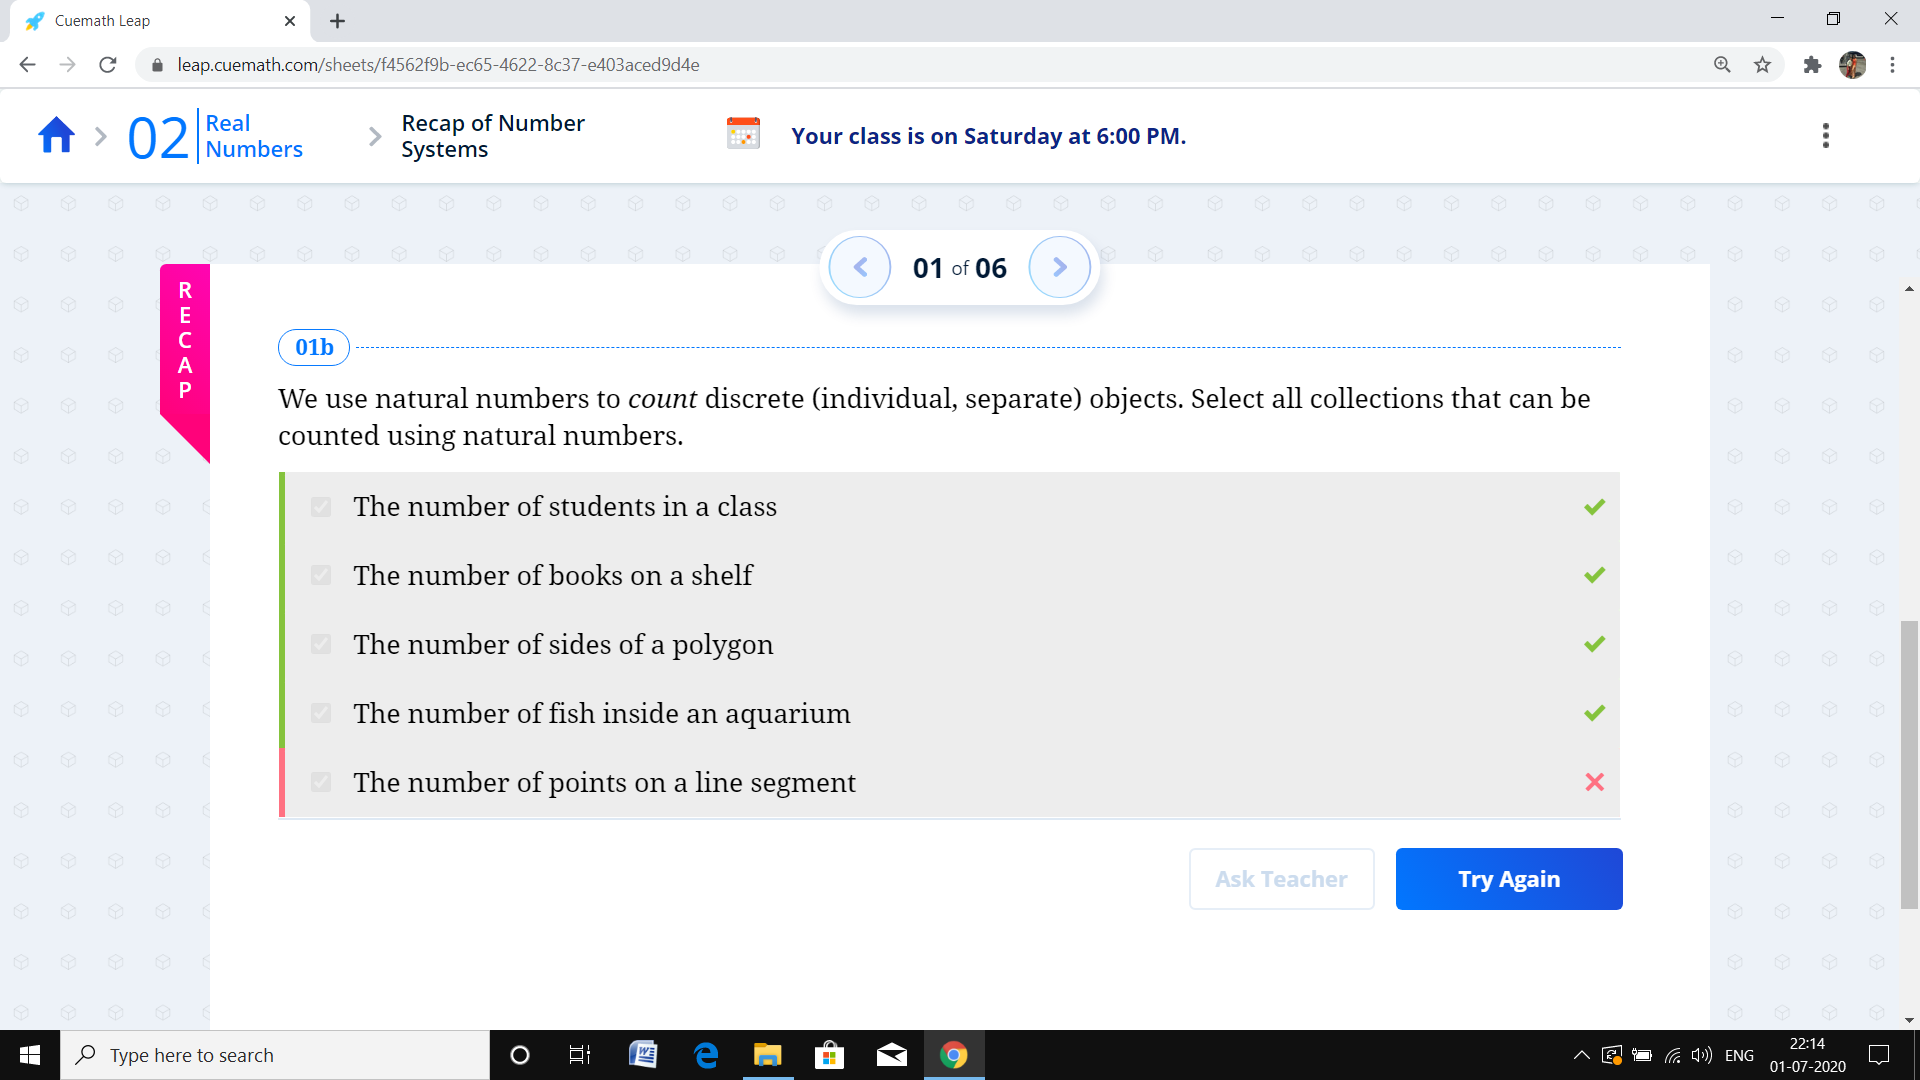 Cuemath Leap
leap.cuemath.com/sheets/f4562f9b-ec65-4622-8c37-e403aced9d4e
02 Real Numbers
Recap of Number Systems
Your class is on Saturday at 6:00 PM.
01 of 06
RECAP
01b
We use natural numbers to count discrete (individual, separate) objects. Select all collections that can be
counted using natural numbers.
The number of students in a class
The number of books on a shelf
The number of sides of a polygon
The number of fish inside an aquarium
The number of points on a line segment
Ask Teacher
Try Again
Type here to search
ENG
22:14
01-07-2020